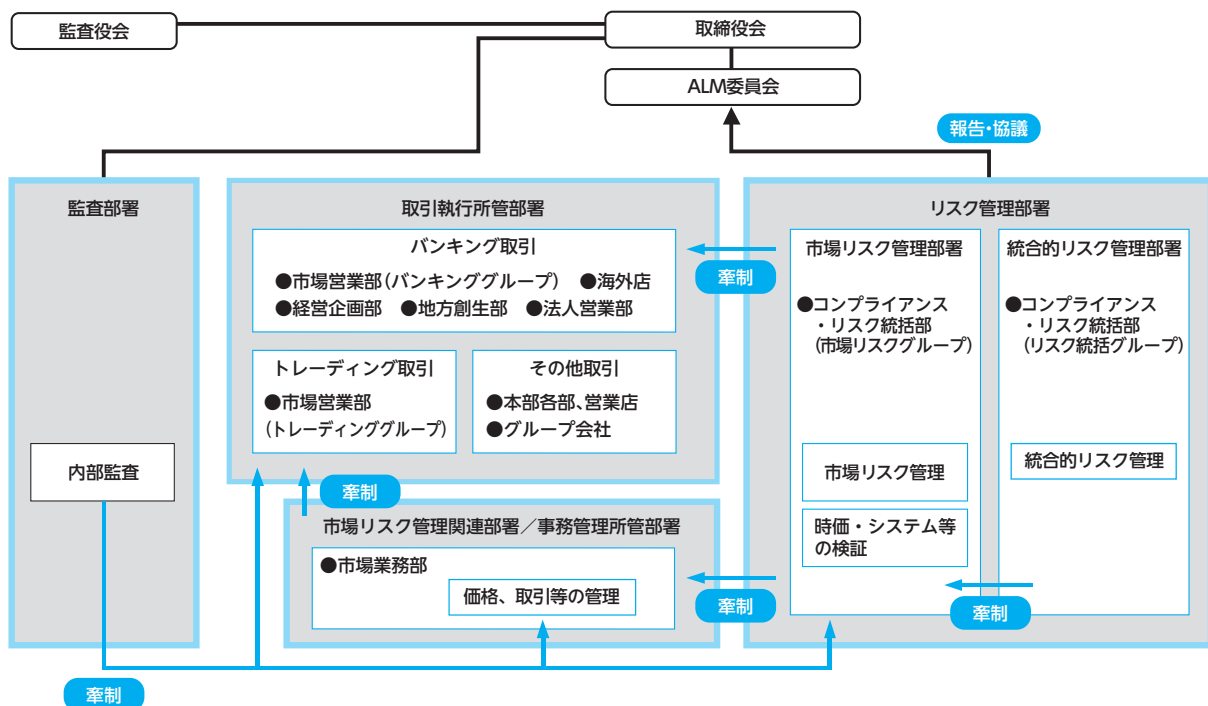 監査役会
取締役会
ALM委員会
報告・協議
監査部署
内部監査
牽制
取引執行所管部署
バンキング取引
●市場営業部(バンキンググループ) ●海外店
●経営企画部 ●地方創生部 ●法人営業部
トレーディング取引
●市場営業部
(トレーディンググループ)
その他取引
●本部各部、営業店
●グループ会社
牽制
牽制
市場リスク管理関連部署／事務管理所管部署
●市場業務部
価格、取引等の管理
牽制
リスク管理部署
市場リスク管理部署
●コンプライアンス
・リスク統括部
(市場リスクグループ)
市場リスク管理
時価・システム等
の検証
統合的リスク管理部署
●コンプライアンス
・リスク統括部
(リスク統括グループ)
統合的リスク管理
牽制